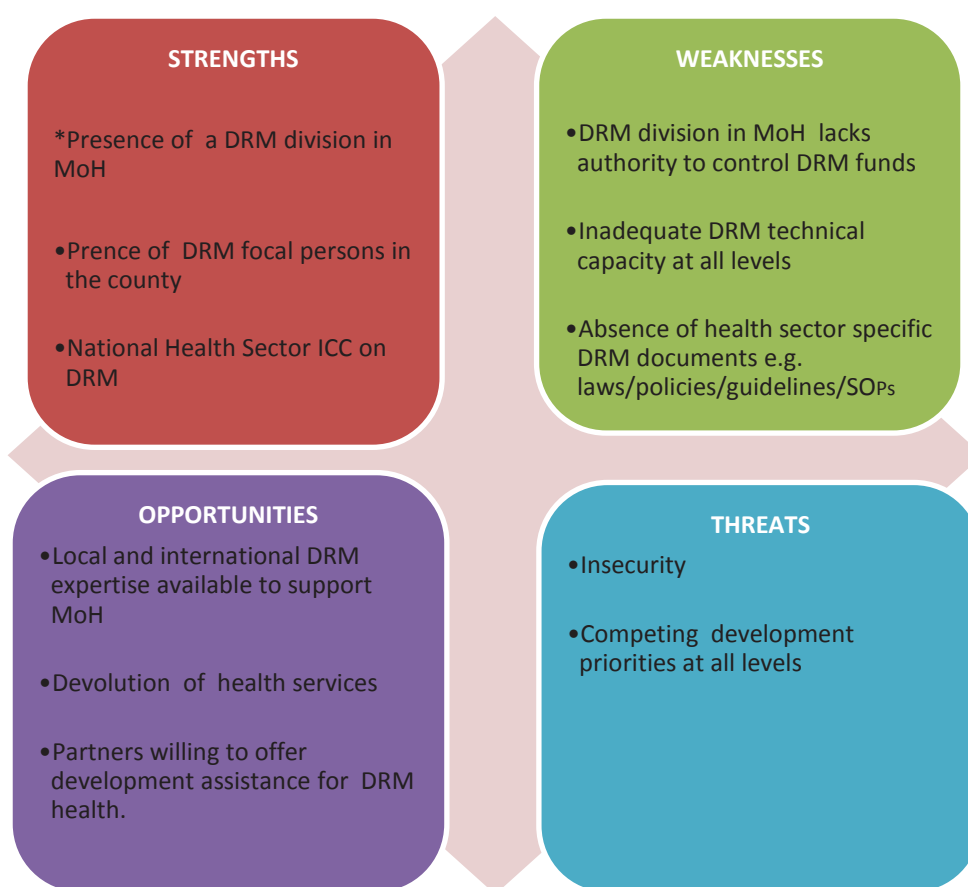 STRENGTHS
*Presence of a DRM division in
MoH
•Prence of DRM focal persons in
the county
•National Health Sector ICC on
DRM
WEAKNESSES
•DRM division in MoH lacks
authority to control DRM funds
•Inadequate DRM technical
capacity at all levels
•Absence of health sector specific
DRM documents e.g.
laws/policies/guidelines/SOPs
OPPORTUNITIES
•Local and international DRM
expertise available to support
MoH
•Devolution of health services
•Partners willing to offer
development assistance for DRM
health.
THREATS
•Insecurity
•Competing development
priorities at all levels